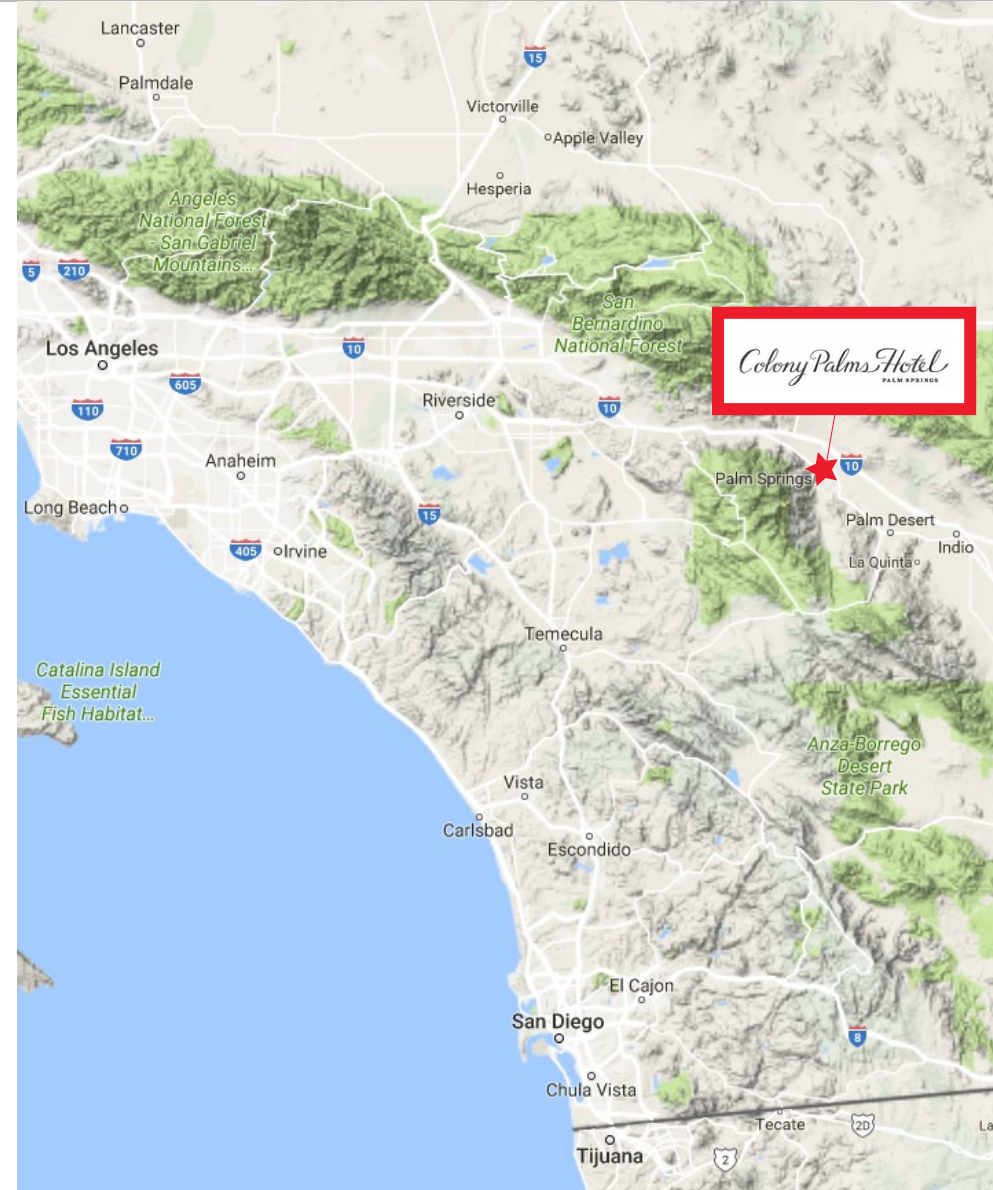 Lancaster
15
Palmdale
Victorville
Apple Valley
Hesperia
Angeles
National Forest
- San Gabriel
Mountains...
5
210
San
Bernardino
National Forest
Los Angeles
10
Colony Palms Hotel
PALM SPRINGS
605
Riverside
10
110
710
Anaheim
10
Palm Springs
Long Beach
15
Palm Desert
405
Irvine
Indio
La Quinta
Temecula
Catalina Island
Essential
Fish Habitat...
Anza-Borrego
Desert
State Park
Vista
Carlsbad
Escondido
El Cajon
San Diego
8
Chula Vista
Tecate
2D
La
Tijuana
2